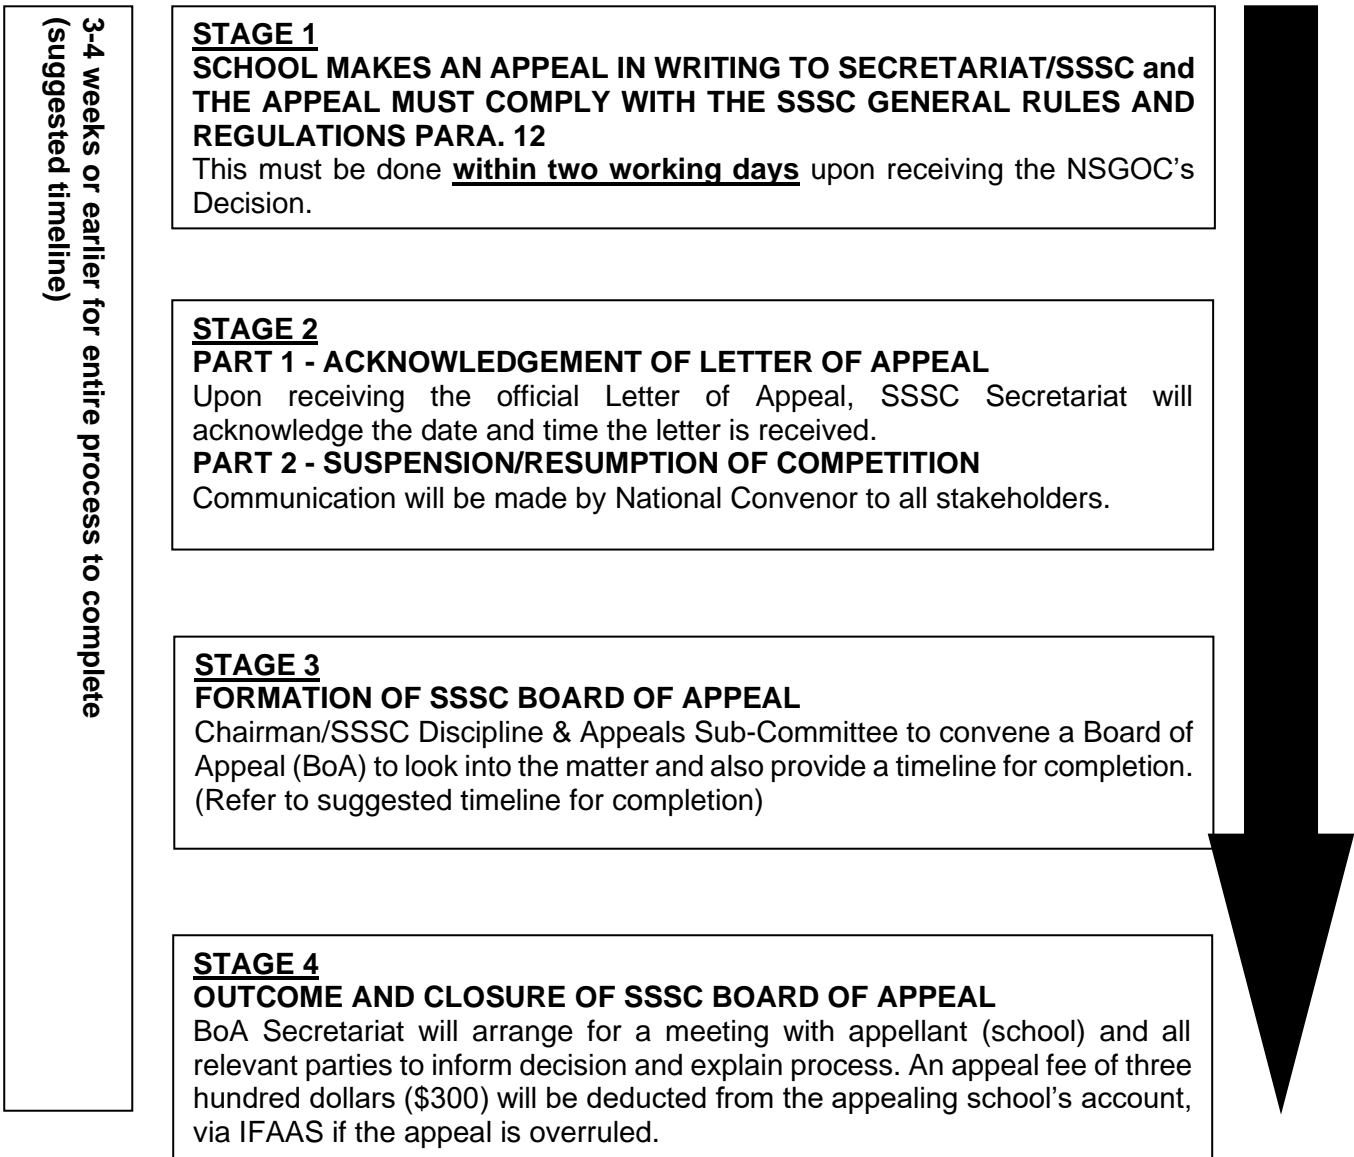 3-4 weeks or earlier for entire process to complete
(suggested timeline)
STAGE 1
SCHOOL MAKES AN APPEAL IN WRITING TO SECRETARIAT/SSSC and
THE APPEAL MUST COMPLY WITH THE SSSC GENERAL RULES AND
REGULATIONS PARA. 12
This must be done within two working days upon receiving the NSGOC's
Decision.
STAGE 2
PART 1 - ACKNOWLEDGEMENT OF LETTER OF APPEAL
Upon receiving the official Letter of Appeal, SSSC Secretariat will
acknowledge the date and time the letter is received.
PART 2 - SUSPENSION/RESUMPTION OF COMPETITION
Communication will be made by National Convenor to all stakeholders.
STAGE 3
FORMATION OF SSSC BOARD OF APPEAL
Chairman/SSSC Discipline & Appeals Sub-Committee to convene a Board of
Appeal (BoA) to look into the matter and also provide a timeline for completion.
(Refer to suggested timeline for completion)
STAGE 4
OUTCOME AND CLOSURE OF SSSC BOARD OF APPEAL
BoA Secretariat will arrange for a meeting with appellant (school) and all
relevant parties to inform decision and explain process. An appeal fee of three
hundred dollars ($300) will be deducted from the appealing school's account,
via IFAAS if the appeal is overruled.